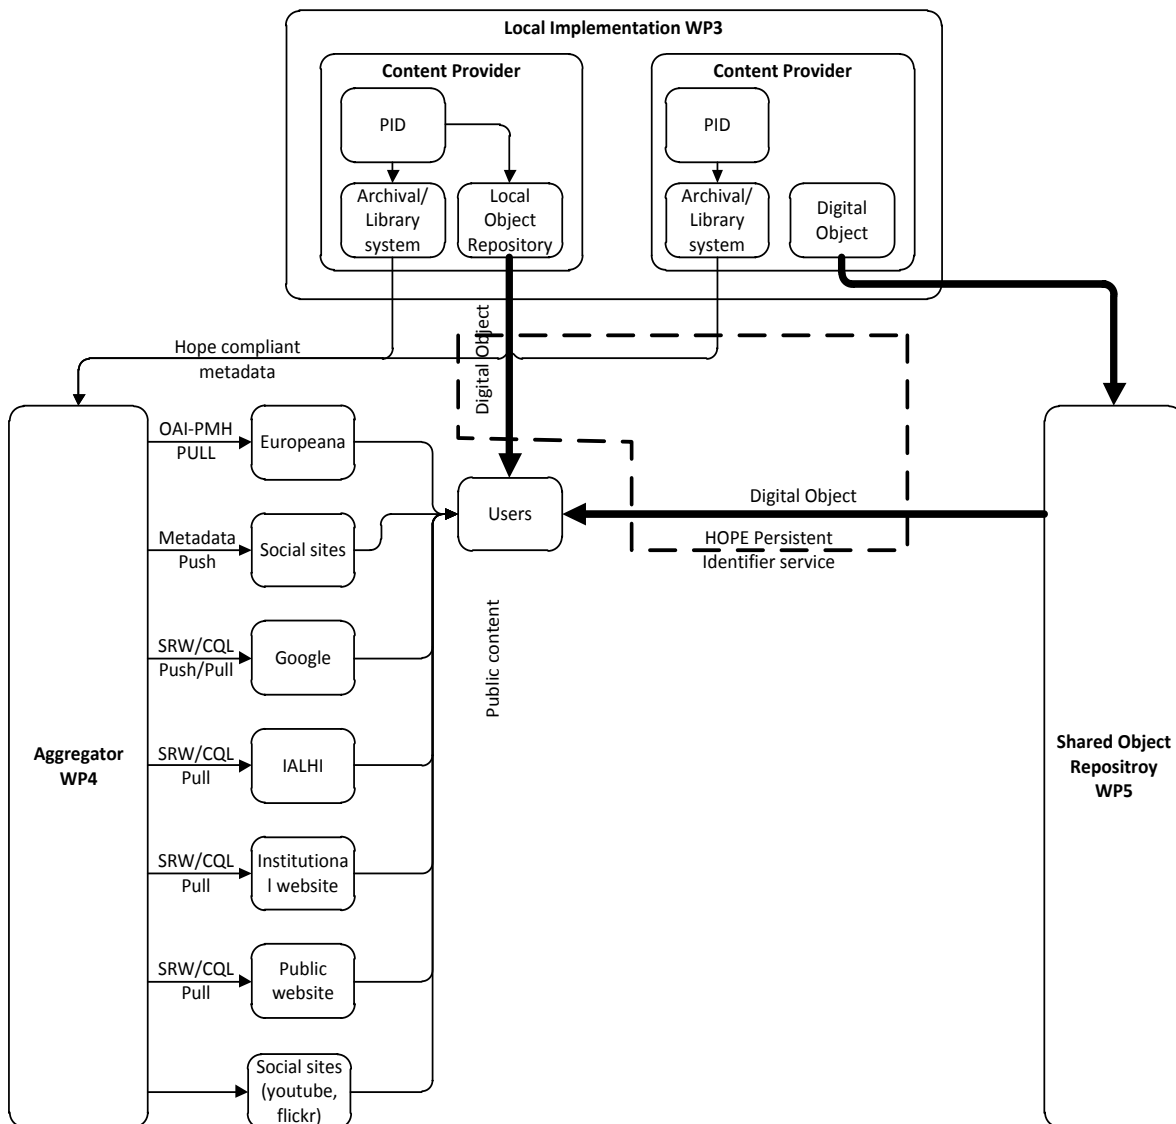 Local Implementation WP3
Content Provider
Content Provider
PID
PID
Archival/
Library
system
Local
Object
Repository
Archival/
Library
system
Digital
Object
Digital Object
Hope compliant
metadata
OAI-PMH
PULL
Europeana
Users
Digital Object
Metadata
Push
Social sites
HOPE Persistent
Identifier service
Public content
SRW/CQL
Push/Pull
Google
Aggregator
WP4
SRW/CQL
Pull
IALHI
Shared Object
Repositroy
WP5
SRW/CQL
Pull
Institutiona
l website
SRW/CQL
Pull
Public
website
Social sites
(youtube,
flickr)